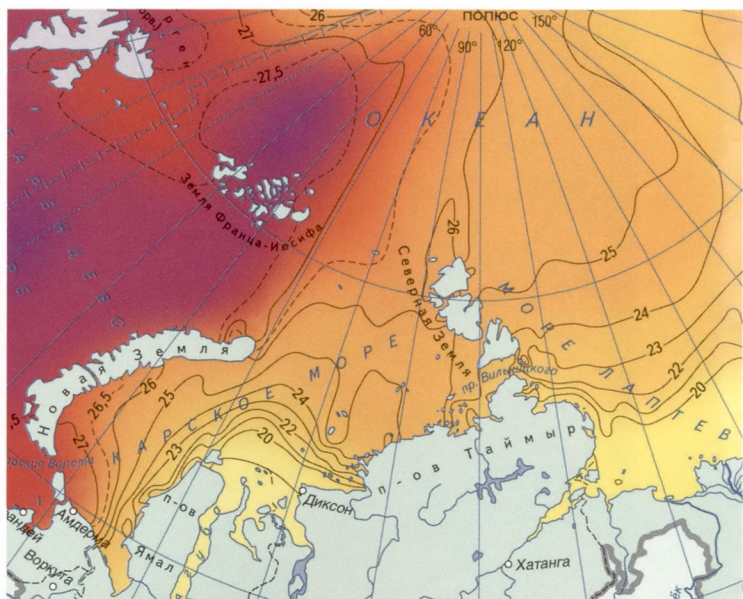 26
ПОЛЮС
150°
60°
90°
120°
27
27,5
ОКЕАН
Земля Франца-Иосифа
26
25
Северная Земля
24
МОРЕ ЛАПТЕВ
23
22
20
пр. Вилькицкого
Новая Земля
КАРСКОЕ МОРЕ
26,5
26
25
24
23
22
20
27
,5
п-ов Таймыр
п-ов Ямал
Диксон
Амдерма
Воркута
Хатанга